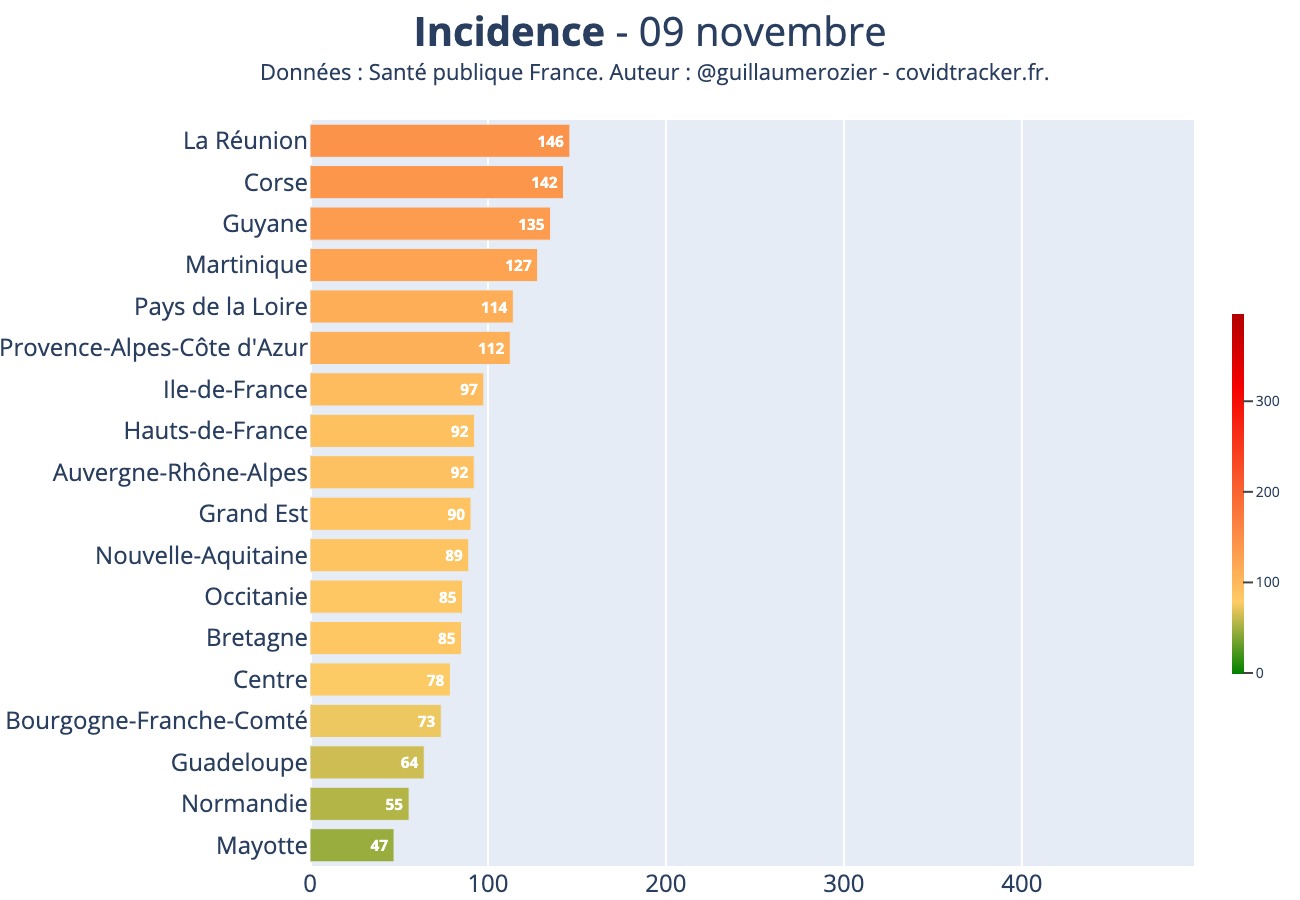 Incidence - 09 novembre
Données : Santé publique France. Auteur : @guillaumerozier - covidtracker.fr.
La Réunion 146
Corse 142
Guyane 135
Martinique 127
Pays de la Loire 114
Provence-Alpes-Côte d'Azur 112
Ile-de-France 97
Hauts-de-France 92
Auvergne-Rhône-Alpes 92
Grand Est 90
Nouvelle-Aquitaine 89
Occitanie 85
Bretagne 85
Centre 78
Bourgogne-Franche-Comté 73
Guadeloupe 64
Normandie 55
Mayotte 47
0 100 200 300 400
300
200
100
0